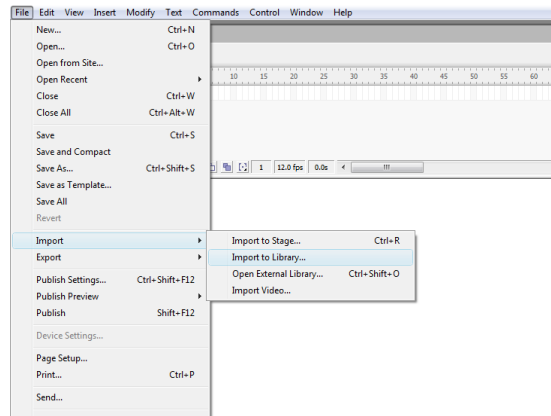 File Edit View Insert Modify Text Commands Control Window Help
New... Ctrl+N
Open... Ctrl+O
Open from Site...
Open Recent
Close Ctrl+W
Close All Ctrl+Alt+W
Save Ctrl+S
Save and Compact
Save As... Ctrl+Shift+S
Save as Template...
Save All
Revert
Import
Export
Publish Settings... Ctrl+Shift+F12
Publish Preview
Publish Shift+F12
Device Settings...
Page Setup...
Print... Ctrl+P
Send...
10 15 20 25 30 35 40 45 50 55 60
1 12.0 fps 0.0s
Import to Stage... Ctrl+R
Import to Library...
Open External Library... Ctrl+Shift+O
Import Video...